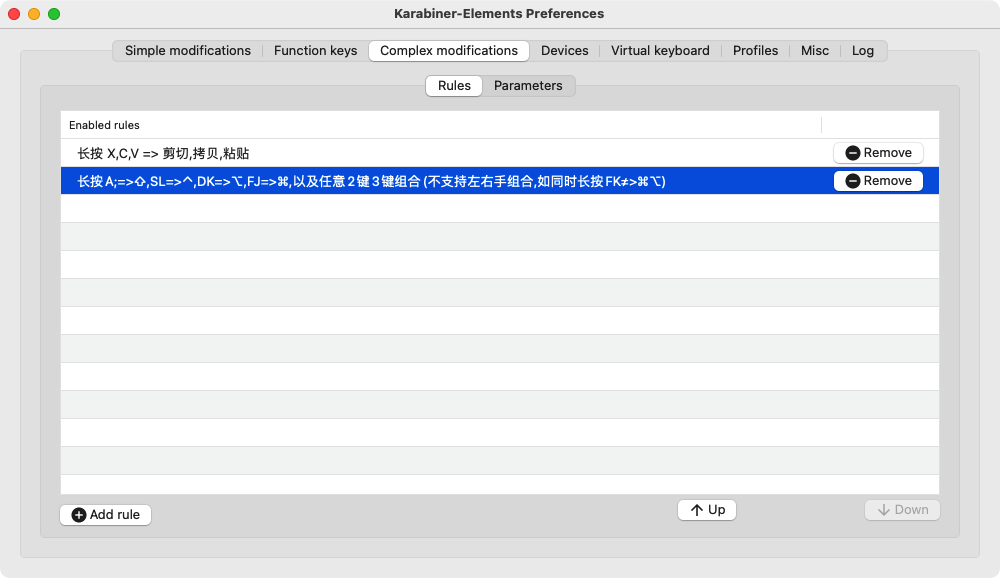 Karabiner-Elements Preferences
Simple modifications Function keys Complex modifications Devices Virtual keyboard Profiles Misc Log
Rules Parameters
Enabled rules
长按 X,C,V => 剪切,拷贝,粘贴 Remove
长按 A;=>⇧,SL=>⌃,DK=>⌥,FJ=>⌘,以及任意2键3键组合(不支持左右手组合,如同时长按FK≠>⌘⌥) Remove
Add rule Up Down